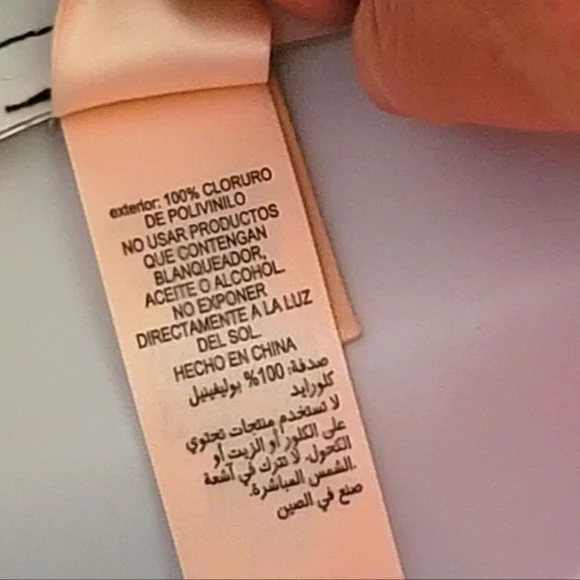 exterior: 100% CLORURO
DE POLIVINILO
NO USAR PRODUCTOS
QUE CONTENGAN
BLANQUEADOR,
ACEITE O ALCOHOL.
NO EXPONER
DIRECTAMENTE A LA LUZ
DEL SOL.
HECHO EN CHINA
صدفة: 100% بوليفينيل
كلورايد
لا تستخدم منتجات تحتوي
على الكلور أو الزيت أو
الكحول. لا تترك في أشعة
الشمس المباشرة.
صنع في الصين